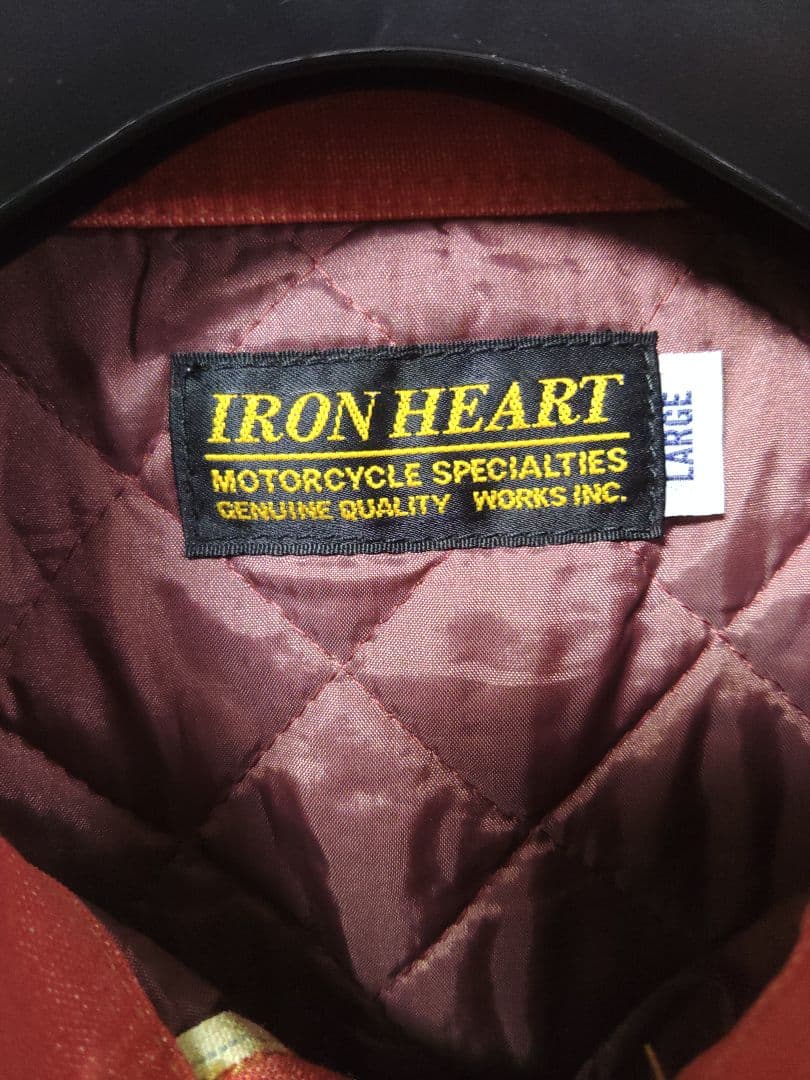 IRON HEART
MOTORCYCLE SPECIALTIES
GENUINE QUALITY WORKS INC.
LARGE